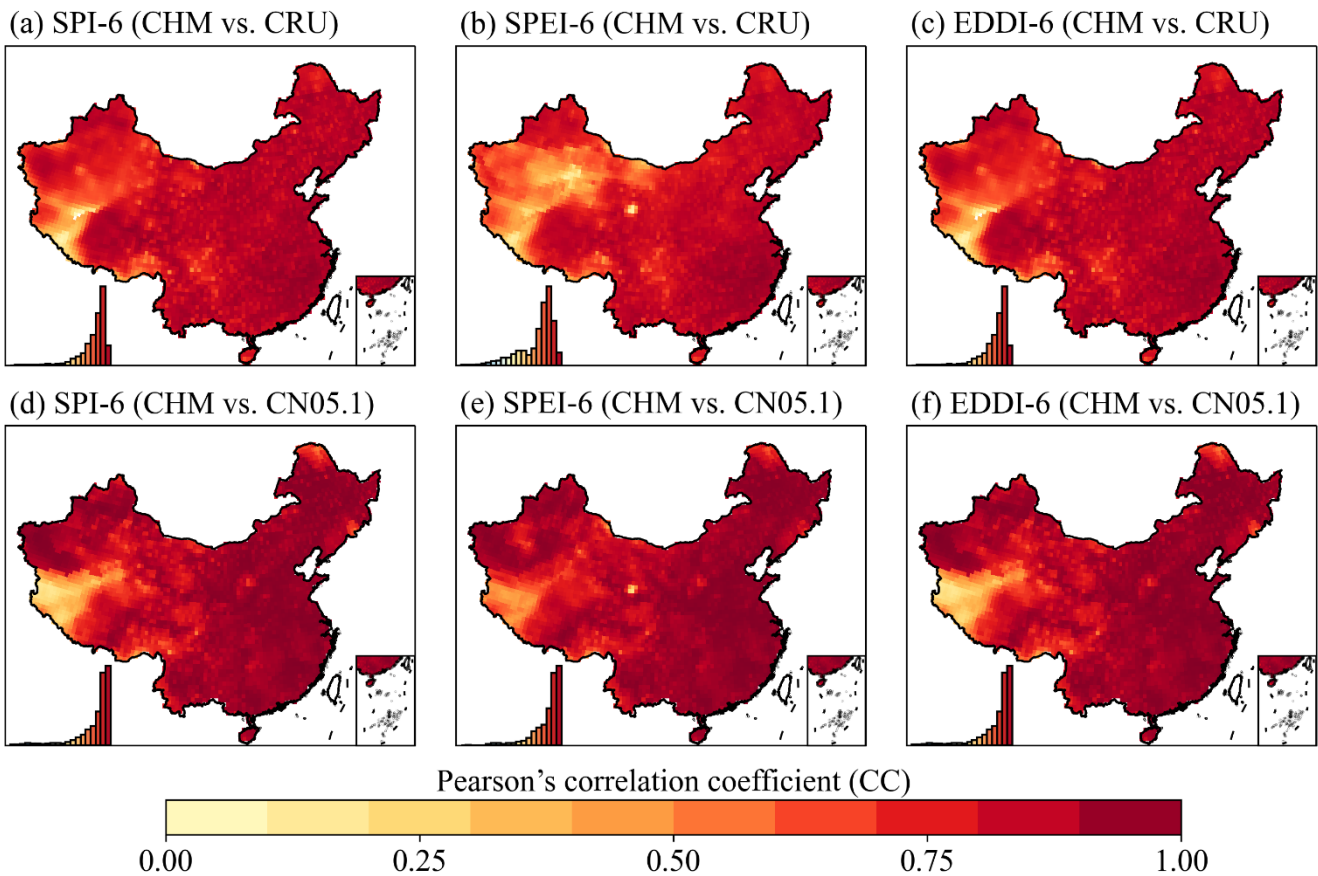 (a) SPI-6 (CHM vs. CRU)
(b) SPEI-6 (CHM vs. CRU)
(c) EDDI-6 (CHM vs. CRU)
(d) SPI-6 (CHM vs. CN05.1)
(e) SPEI-6 (CHM vs. CN05.1)
(f) EDDI-6 (CHM vs. CN05.1)
Pearson’s correlation coefficient (CC)
0.00 0.25 0.50 0.75 1.00